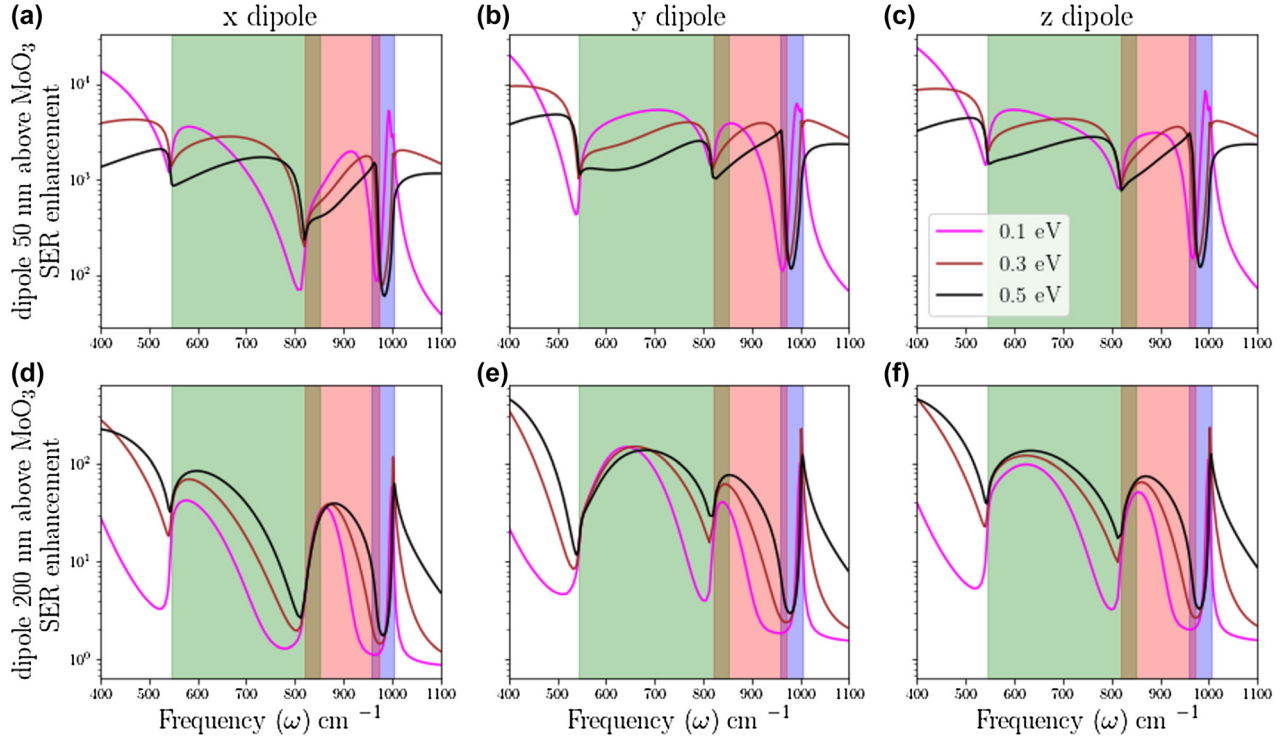 (a) x dipole (b) y dipole (c) z dipole
dipole 50 nm above MoO3
SER enhancement
10^4
10^3
10^2
400 500 600 700 800 900 1000 1100
400 500 600 700 800 900 1000 1100
400 500 600 700 800 900 1000 1100
0.1 eV
0.3 eV
0.5 eV
(d) (e) (f)
dipole 200 nm above MoO3
SER enhancement
10^2
10^1
10^0
400 500 600 700 800 900 1000 1100
400 500 600 700 800 900 1000 1100
400 500 600 700 800 900 1000 1100
Frequency (ω) cm −1 Frequency (ω) cm −1 Frequency (ω) cm −1